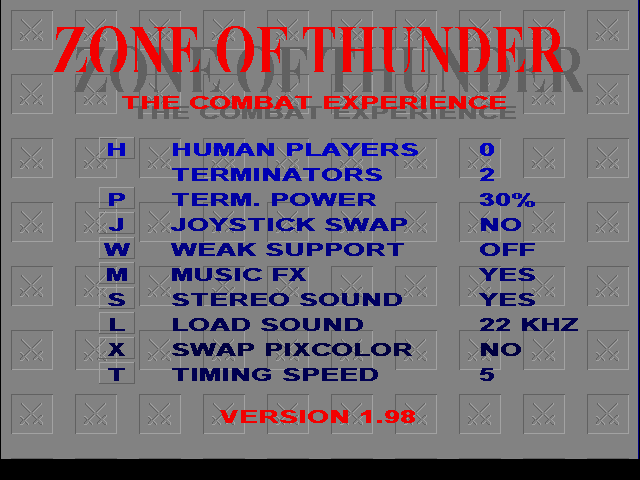 ZONE OF THUNDER
THE COMBAT EXPERIENCE
H HUMAN PLAYERS 0
TERMINATORS 2
P TERM. POWER 30%
J JOYSTICK SWAP NO
W WEAK SUPPORT OFF
M MUSIC FX YES
S STEREO SOUND YES
L LOAD SOUND 22 KHZ
X SWAP PIXCOLOR NO
T TIMING SPEED 5
VERSION 1.98